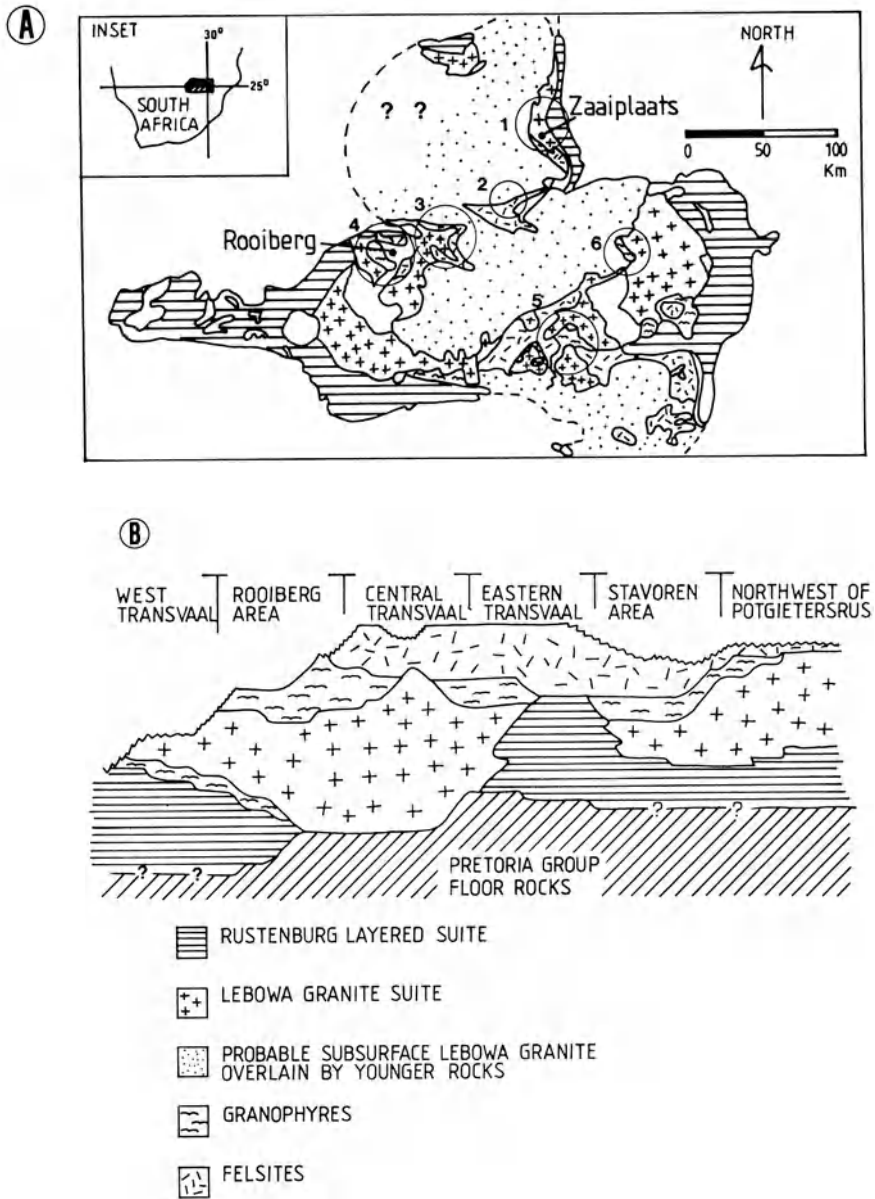 A
INSET
30°
25°
SOUTH
AFRICA
NORTH
0 50 100
Km
? ?
1
Zaaiplaats
2
3
4
Rooiberg
6
5
B
WEST
TRANSVAAL
ROOIBERG
AREA
CENTRAL
TRANSVAAL
EASTERN
TRANSVAAL
STAVOREN
AREA
NORTHWEST OF
POTGIETERSRUS
? ?
? ?
PRETORIA GROUP
FLOOR ROCKS
RUSTENBURG LAYERED SUITE
LEBOWA GRANITE SUITE
PROBABLE SUBSURFACE LEBOWA GRANITE
OVERLAIN BY YOUNGER ROCKS
GRANOPHYRES
FELSITES